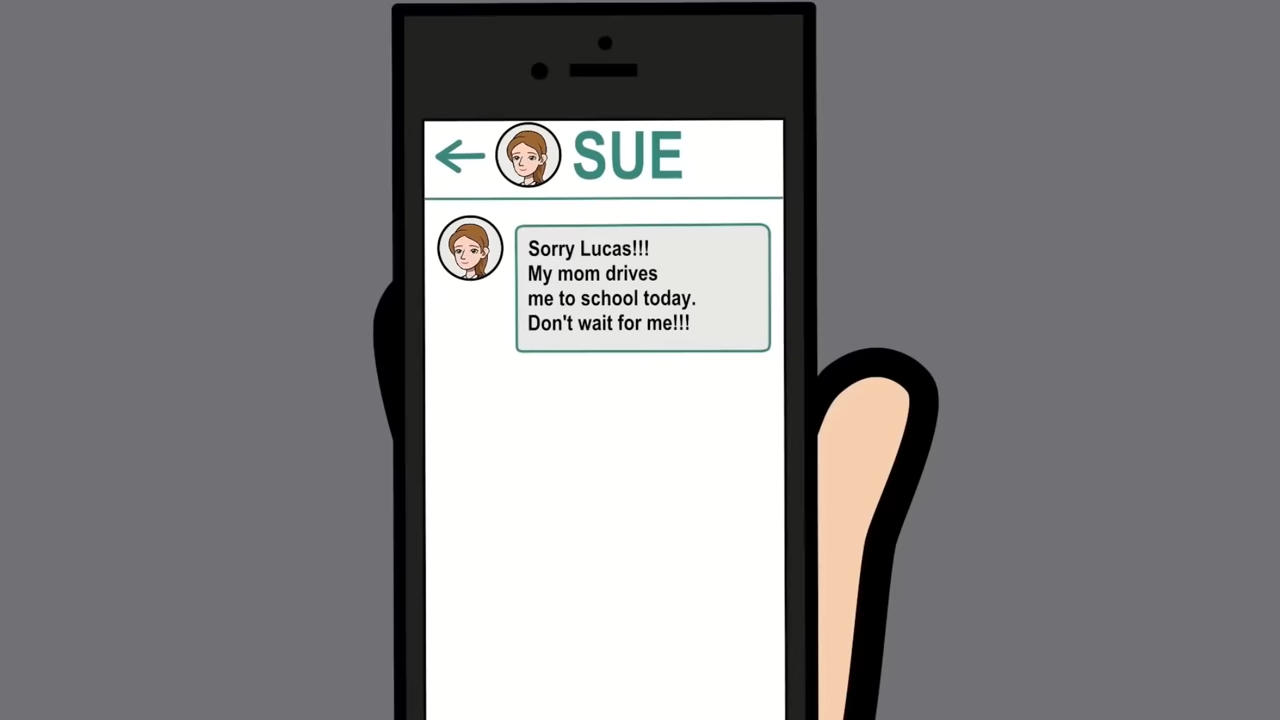 SUE
Sorry Lucas!!!
My mom drives
me to school today.
Don't wait for me!!!